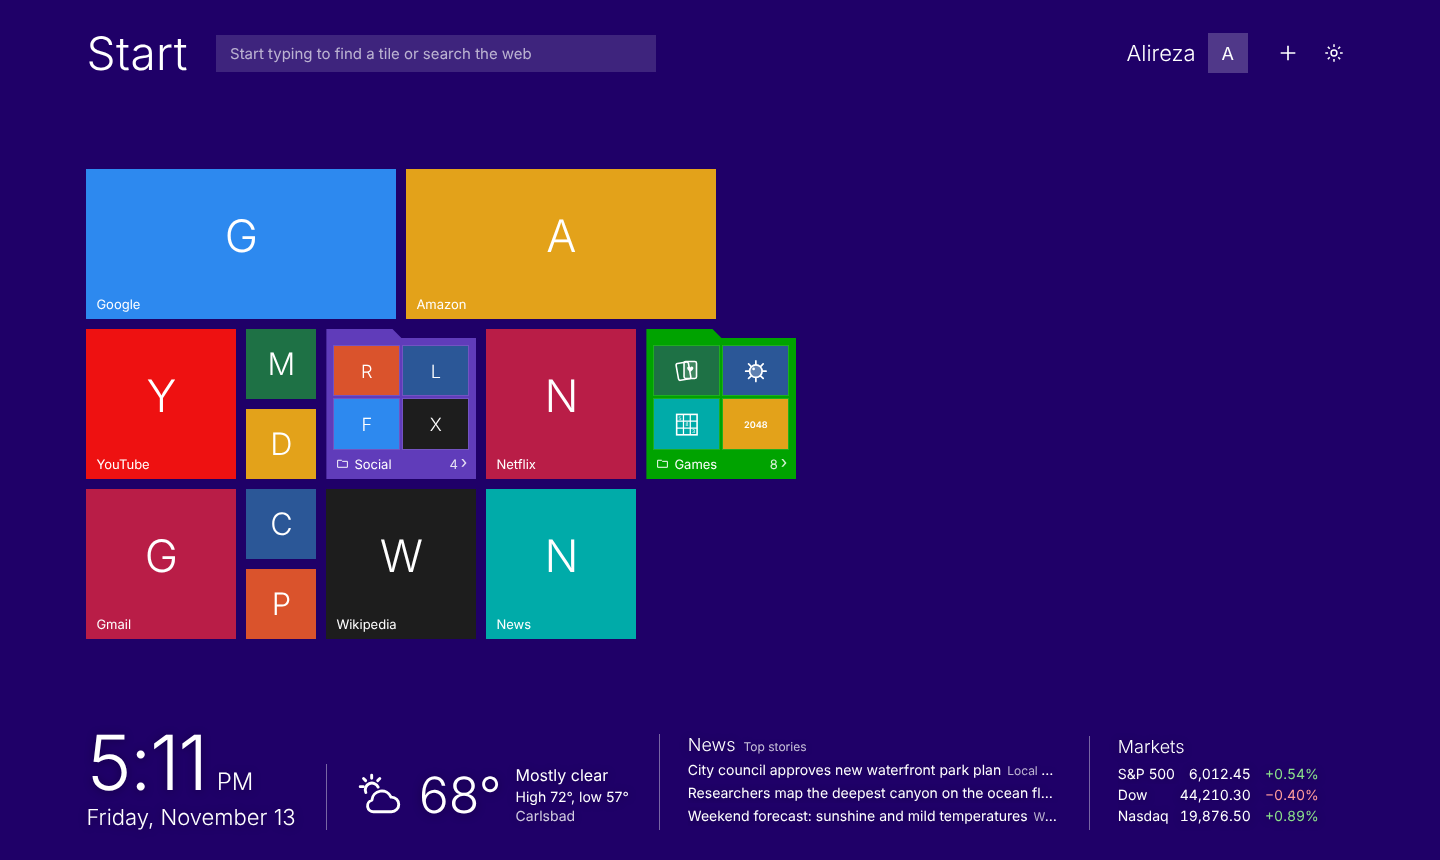 Start
Start typing to find a tile or search the web
Alireza
A
G
Google
A
Amazon
Y
YouTube
M
D
R
L
F
X
Social
4
N
Netflix
2048
Games
8
G
Gmail
C
P
W
Wikipedia
N
News
5:11 PM
Friday, November 13
68°
Mostly clear
High 72°, low 57°
Carlsbad
News Top stories
City council approves new waterfront park plan Local ...
Researchers map the deepest canyon on the ocean fl...
Weekend forecast: sunshine and mild temperatures W...
Markets
S&P 500 6,012.45 +0.54%
Dow 44,210.30 −0.40%
Nasdaq 19,876.50 +0.89%